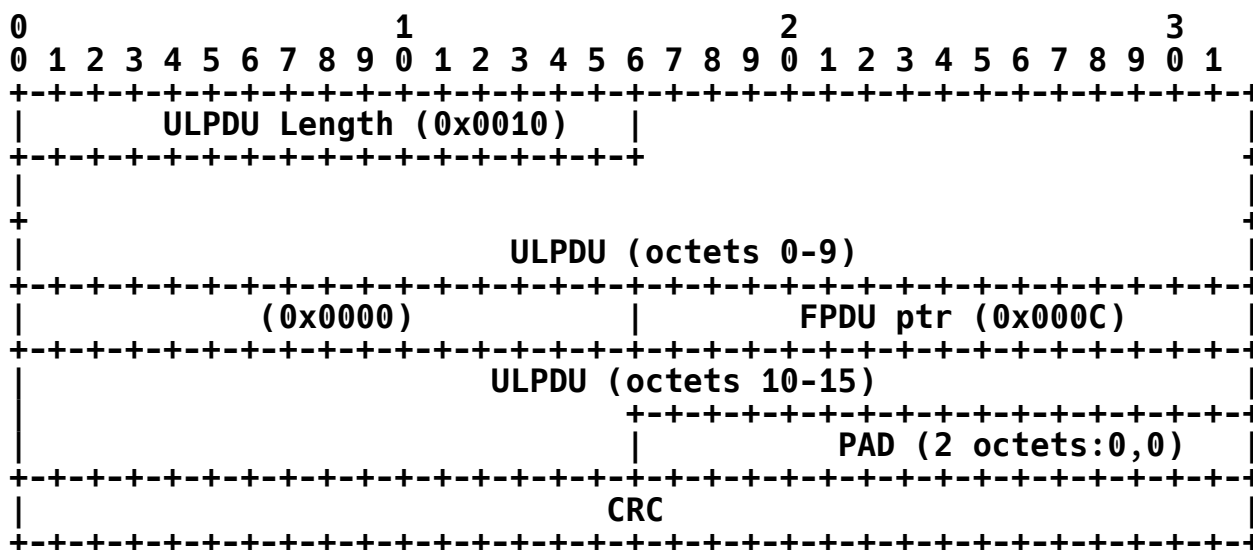 0                   1                   2                   3
0 1 2 3 4 5 6 7 8 9 0 1 2 3 4 5 6 7 8 9 0 1 2 3 4 5 6 7 8 9 0 1
+-+-+-+-+-+-+-+-+-+-+-+-+-+-+-+-+-+-+-+-+-+-+-+-+-+-+-+-+-+-+-+-+
|       ULPDU Length (0x0010)   |                               |
+-+-+-+-+-+-+-+-+-+-+-+-+-+-+-+-+                               +
|                                                               |
+                                                               +
|                         ULPDU (octets 0-9)                    |
+-+-+-+-+-+-+-+-+-+-+-+-+-+-+-+-+-+-+-+-+-+-+-+-+-+-+-+-+-+-+-+-+
|            (0x0000)           |        FPDU ptr (0x000C)      |
+-+-+-+-+-+-+-+-+-+-+-+-+-+-+-+-+-+-+-+-+-+-+-+-+-+-+-+-+-+-+-+-+
|                        ULPDU (octets 10-15)                   |
|                               +-+-+-+-+-+-+-+-+-+-+-+-+-+-+-+-+
|                               |          PAD (2 octets:0,0)   |
+-+-+-+-+-+-+-+-+-+-+-+-+-+-+-+-+-+-+-+-+-+-+-+-+-+-+-+-+-+-+-+-+
|                              CRC                              |
+-+-+-+-+-+-+-+-+-+-+-+-+-+-+-+-+-+-+-+-+-+-+-+-+-+-+-+-+-+-+-+-+